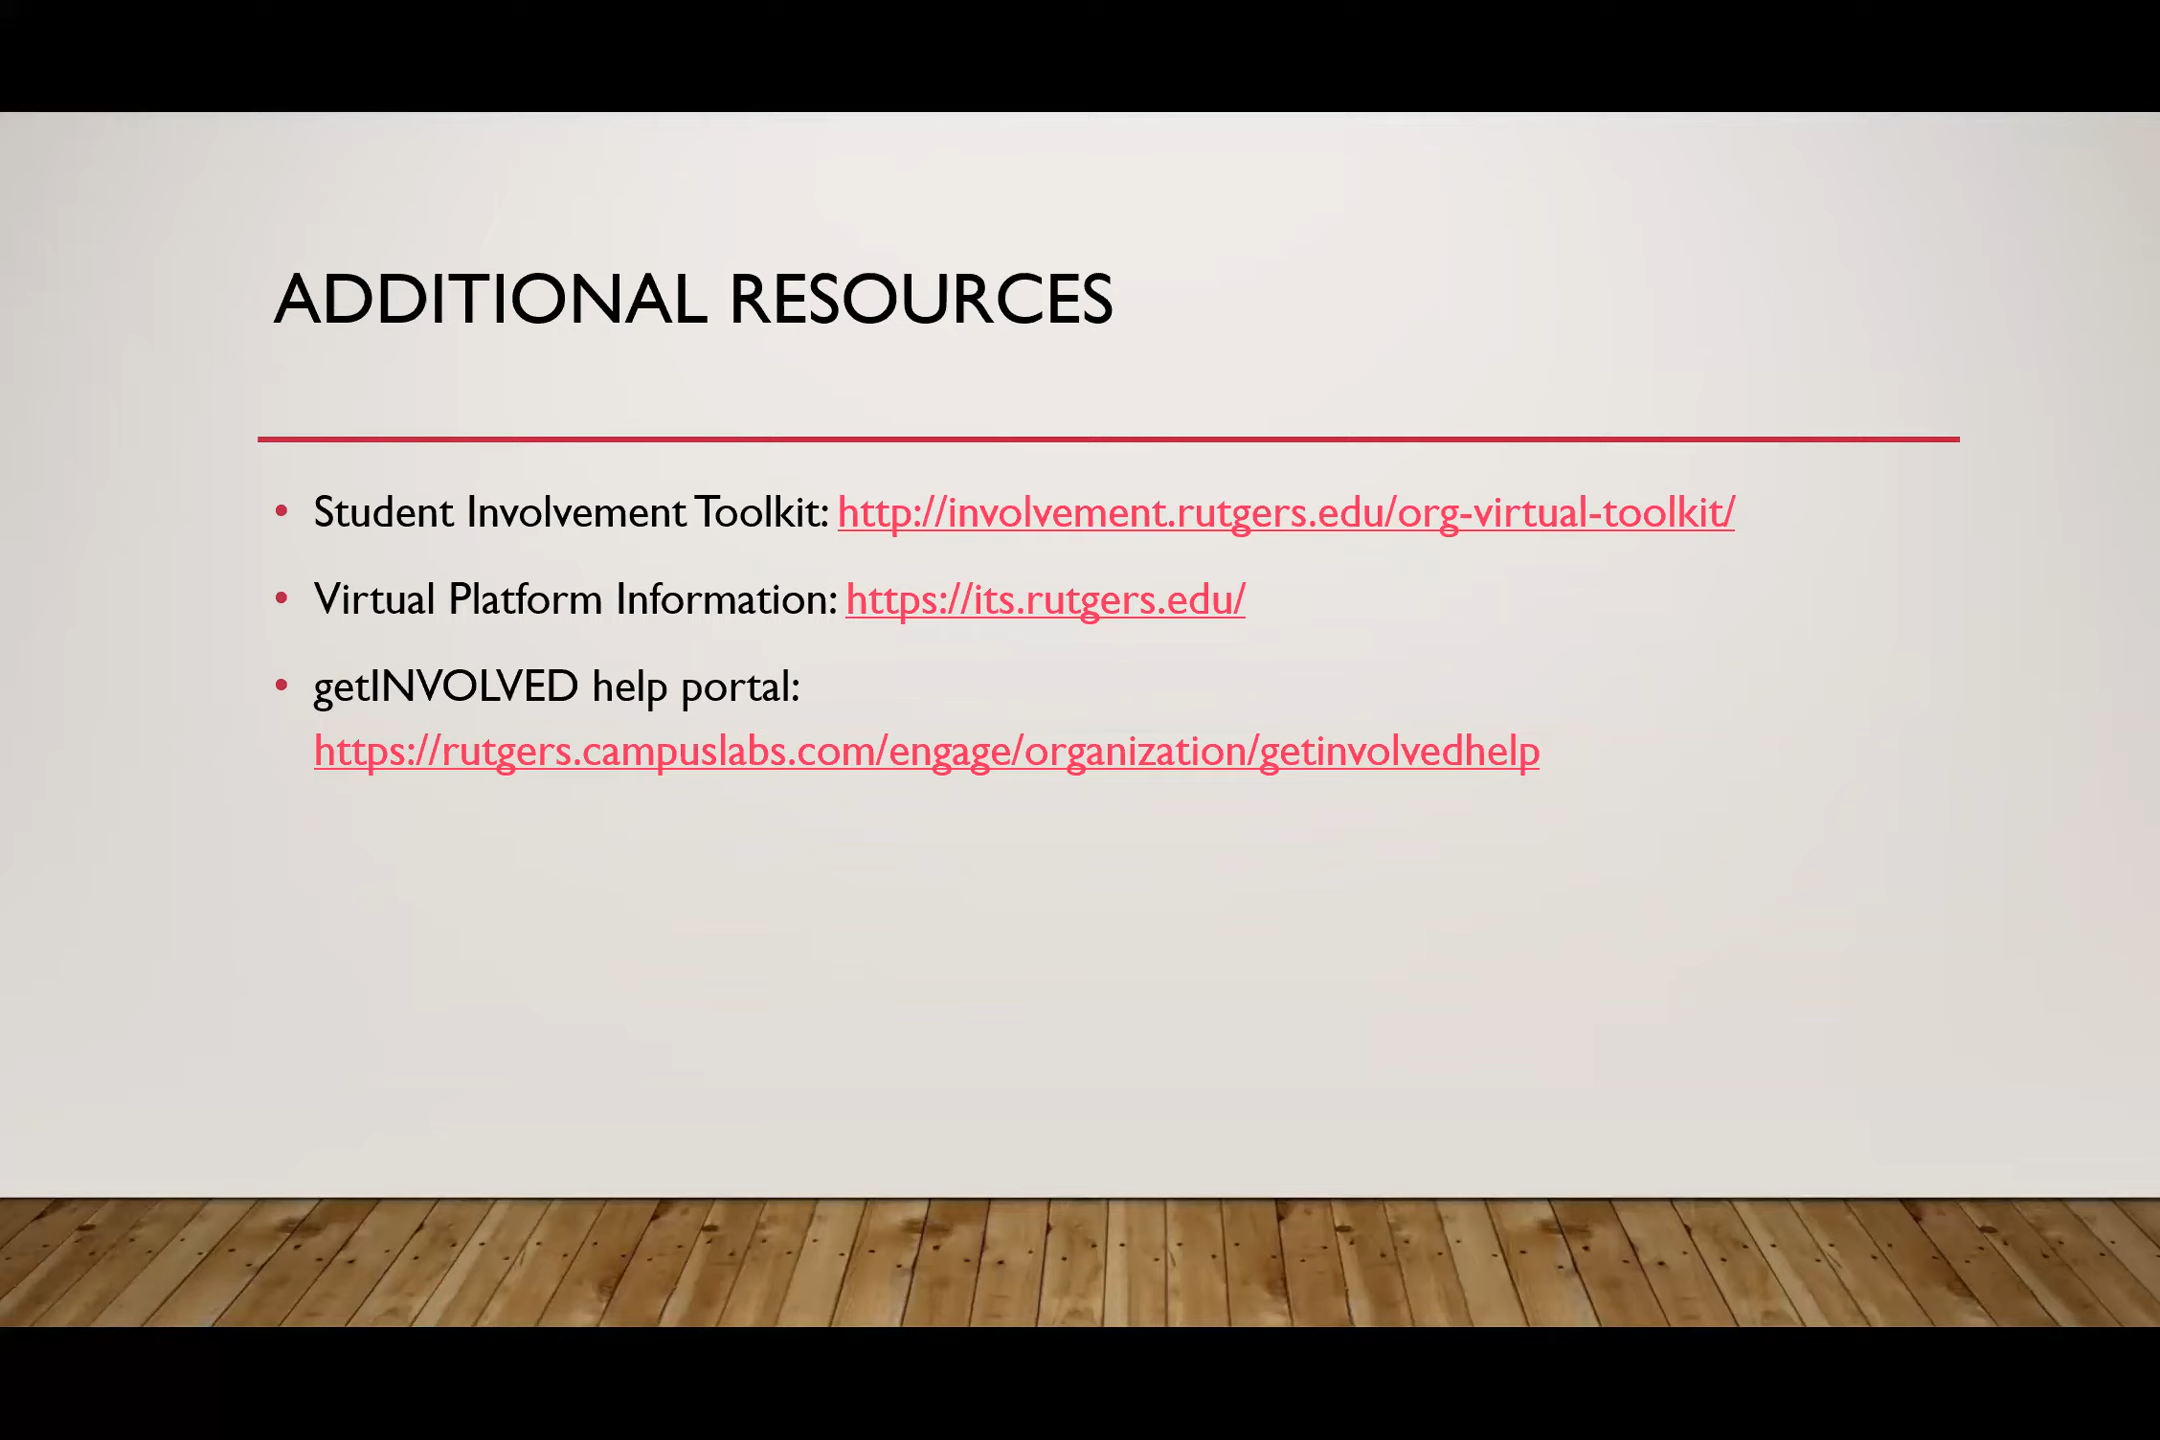 ADDITIONAL RESOURCES
• Student Involvement Toolkit: http://involvement.rutgers.edu/org-virtual-toolkit/
• Virtual Platform Information: https://its.rutgers.edu/
• getINVOLVED help portal:
https://rutgers.campuslabs.com/engage/organization/getinvolvedhelp